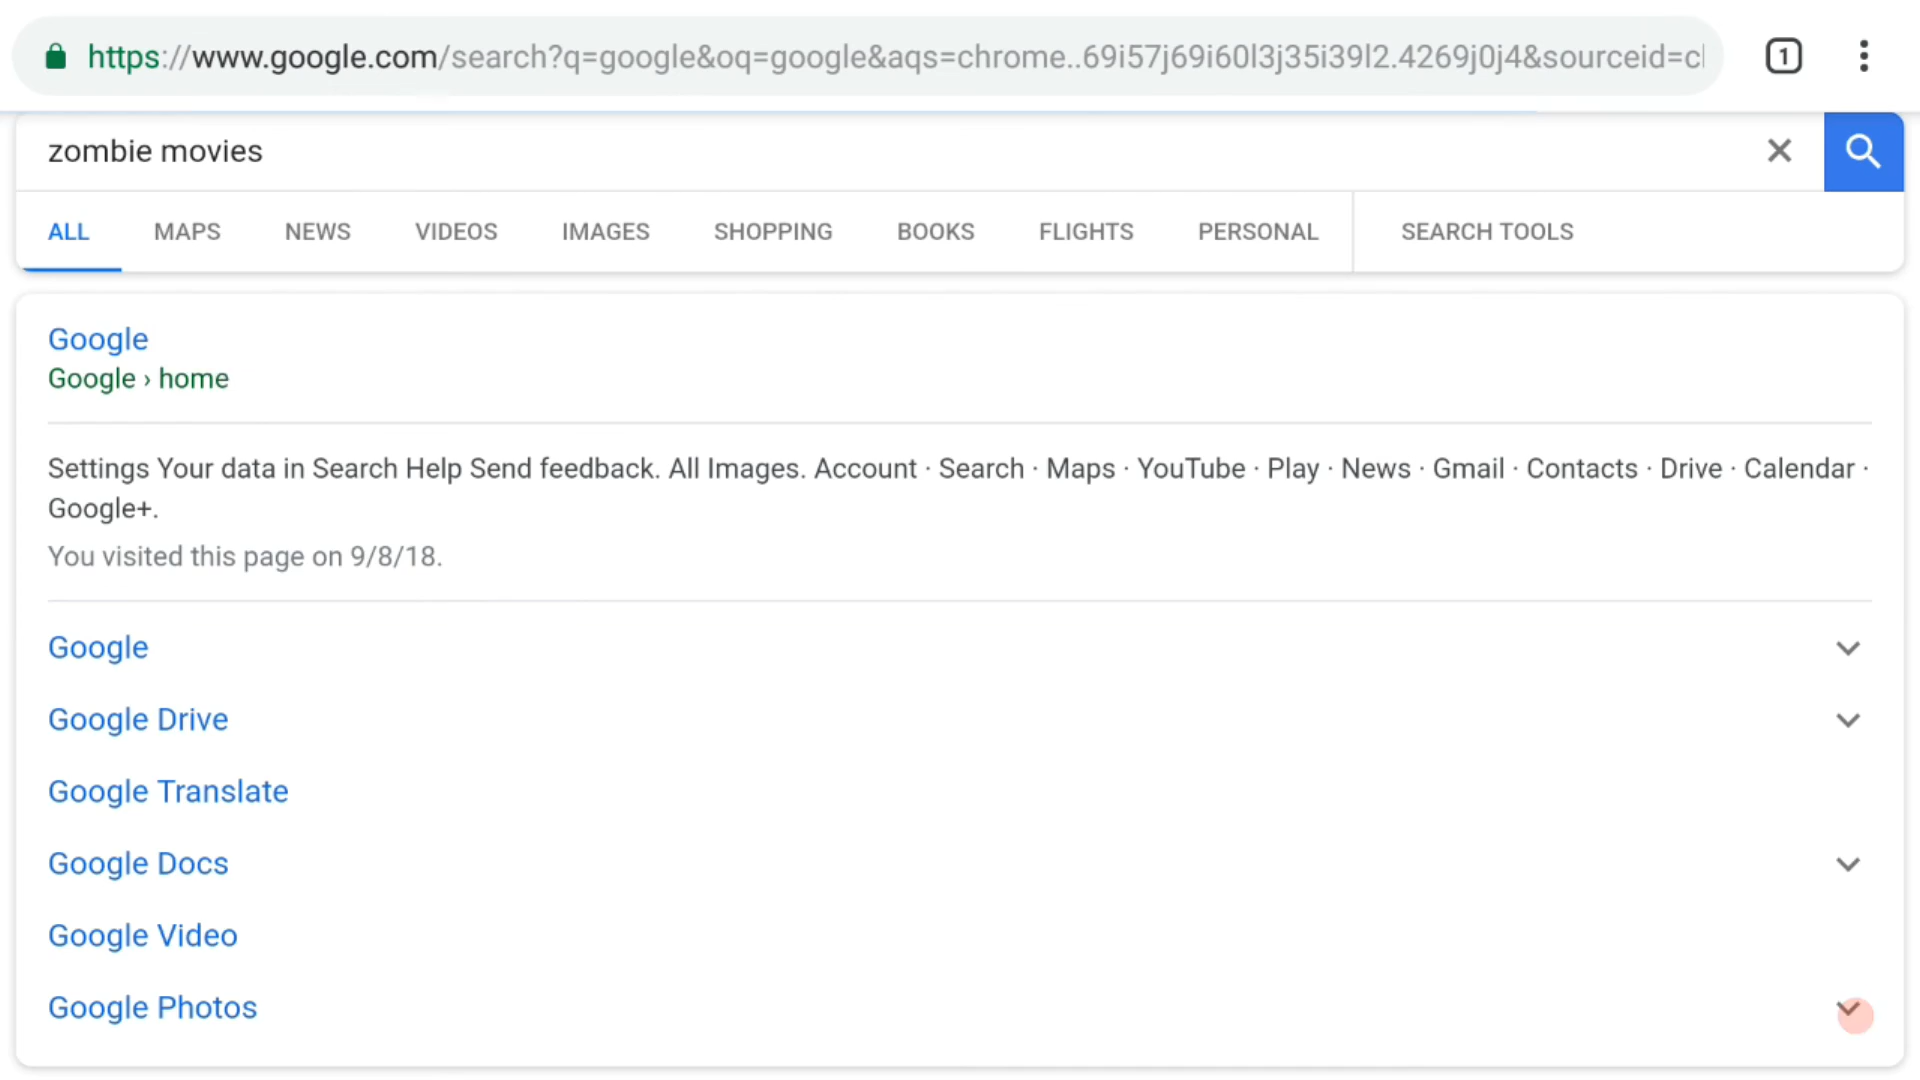 https://www.google.com/search?q=google&oq=google&aqs=chrome..69i57j69i60l3j35i39l2.4269j0j4&sourceid=cl
1
zombie movies
ALL MAPS NEWS VIDEOS IMAGES SHOPPING BOOKS FLIGHTS PERSONAL SEARCH TOOLS
Google
Google › home
Settings Your data in Search Help Send feedback. All Images. Account · Search · Maps · YouTube · Play · News · Gmail · Contacts · Drive · Calendar ·
Google+.
You visited this page on 9/8/18.
Google
Google Drive
Google Translate
Google Docs
Google Video
Google Photos